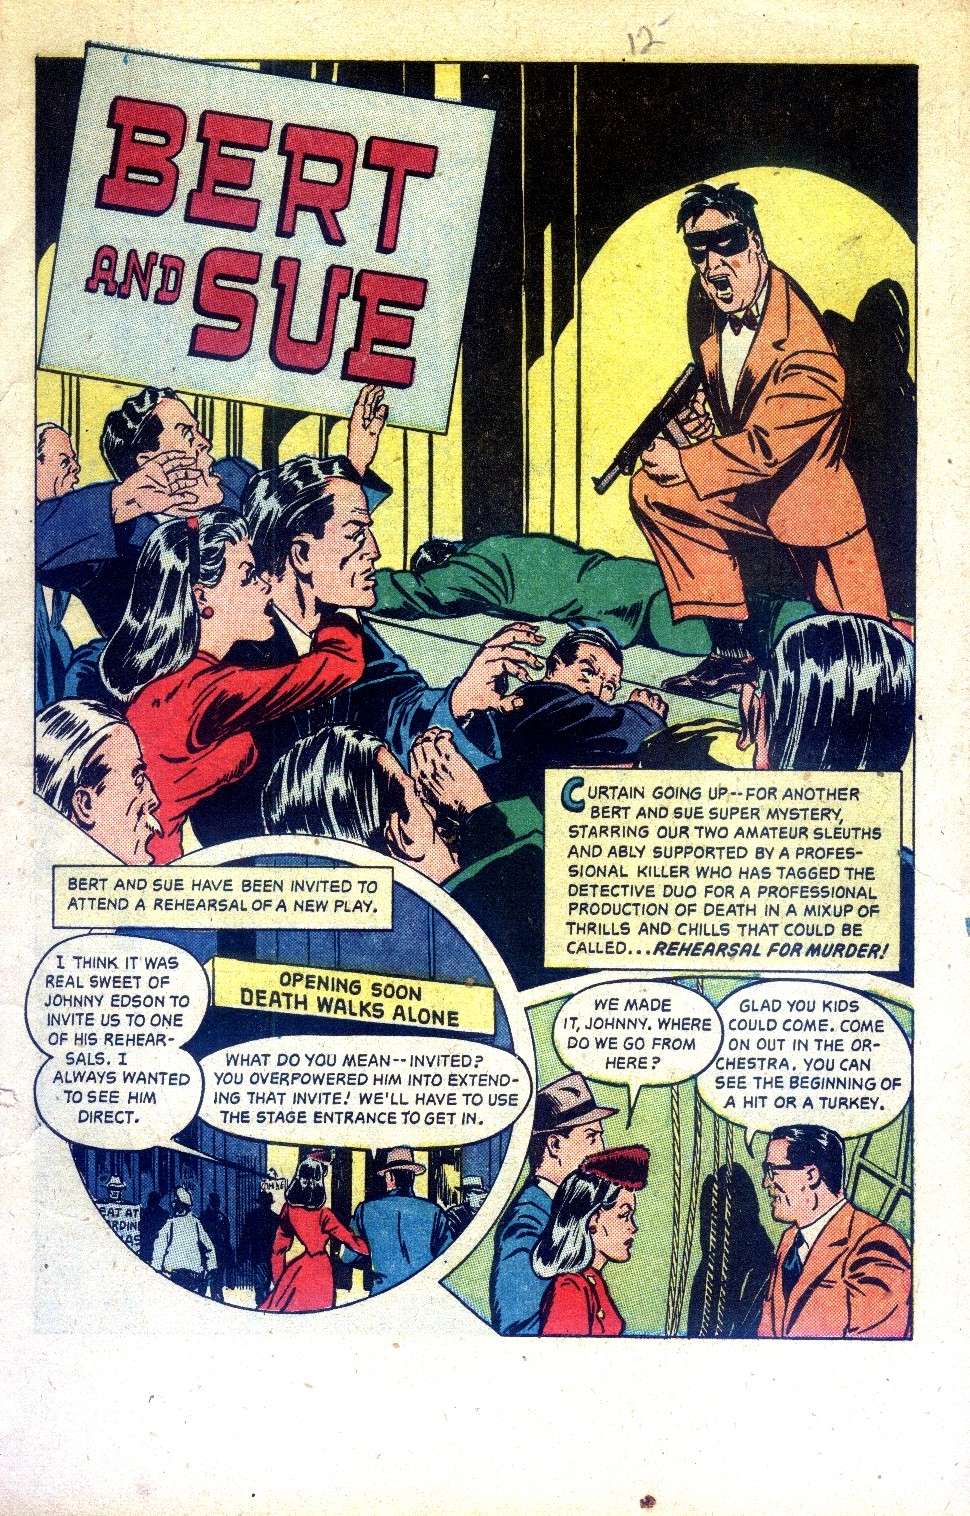 12
BERT
AND SUE
CURTAIN GOING UP--FOR ANOTHER
BERT AND SUE SUPER MYSTERY,
STARRING OUR TWO AMATEUR SLEUTHS
AND ABLY SUPPORTED BY A PROFES-
SIONAL KILLER WHO HAS TAGGED THE
DETECTIVE DUO FOR A PROFESSIONAL
PRODUCTION OF DEATH IN A MIXUP OF
THRILLS AND CHILLS THAT COULD BE
CALLED...REHEARSAL FOR MURDER!
BERT AND SUE HAVE BEEN INVITED TO
ATTEND A REHEARSAL OF A NEW PLAY.
I THINK IT WAS
REAL SWEET OF
JOHNNY EDSON TO
INVITE US TO ONE
OF HIS REHEAR-
SALS. I
ALWAYS WANTED
TO SEE HIM
DIRECT.
OPENING SOON
DEATH WALKS ALONE
WHAT DO YOU MEAN--INVITED?
YOU OVERPOWERED HIM INTO EXTEND-
ING THAT INVITE! WE'LL HAVE TO USE
THE STAGE ENTRANCE TO GET IN.
EAT AT
WE MADE
IT, JOHNNY. WHERE
DO WE GO FROM
HERE?
GLAD YOU KIDS
COULD COME. COME
ON OUT IN THE OR-
CHESTRA. YOU CAN
SEE THE BEGINNING OF
A HIT OR A TURKEY.